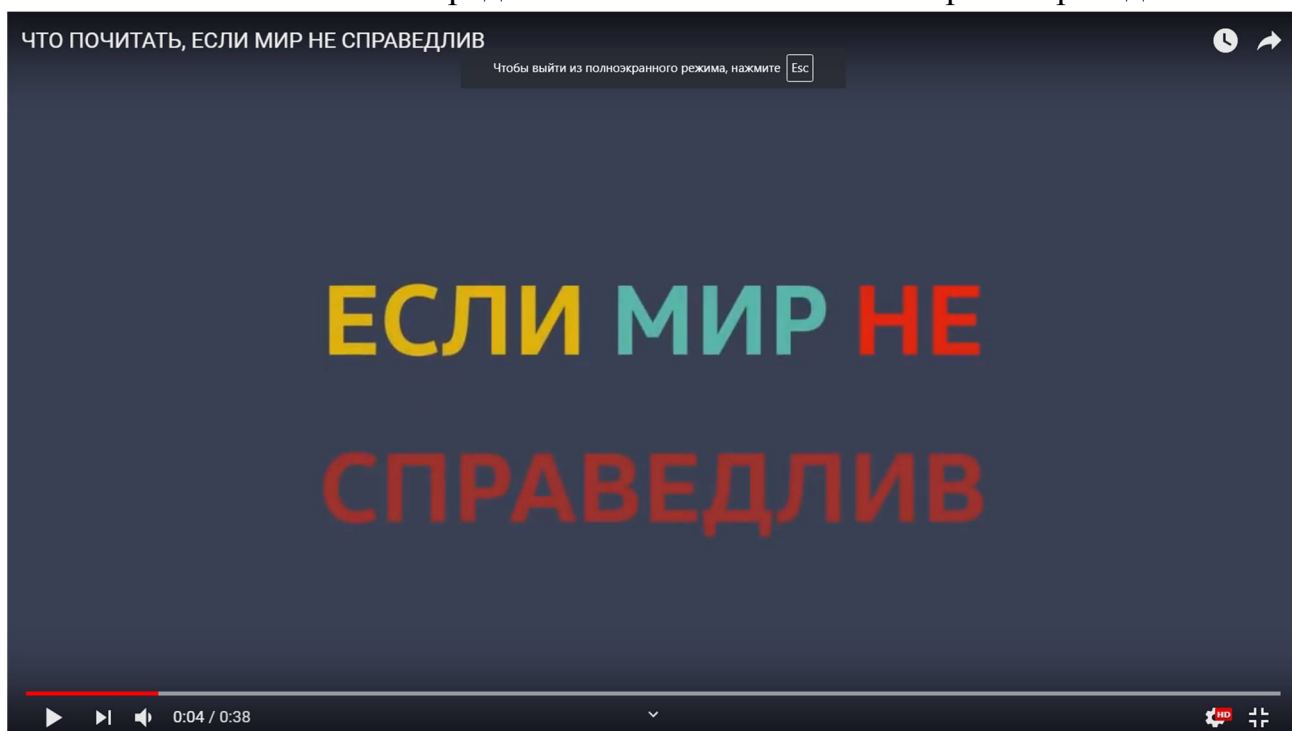 ЧТО ПОЧИТАТЬ, ЕСЛИ МИР НЕ СПРАВЕДЛИВ
Чтобы выйти из полноэкранного режима, нажмите Esc
ЕСЛИ МИР НЕ
СПРАВЕДЛИВ
0:04 / 0:38
HD